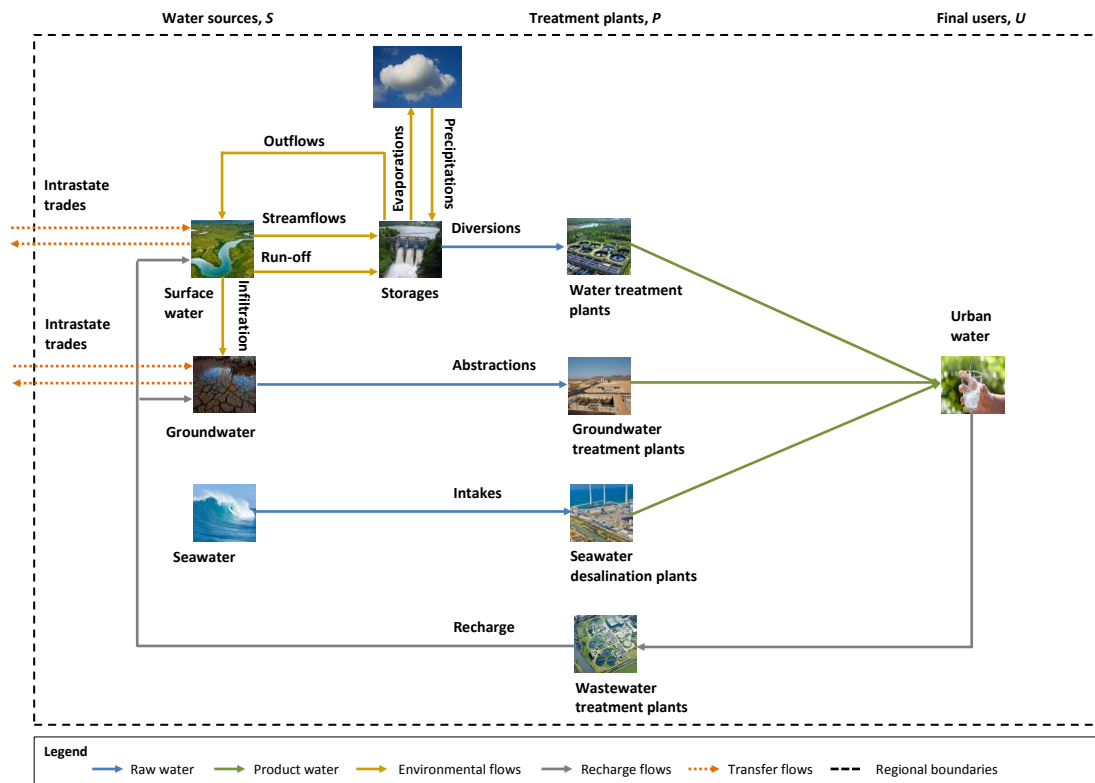 Water sources, S
Treatment plants, P
Final users, U
Outflows
Evaporations
Precipitations
Intrastate
trades
Streamflows
Diversions
Run-off
Surface
water
Infiltration
Storages
Water treatment
plants
Intrastate
trades
Urban
water
Abstractions
Groundwater
Groundwater
treatment plants
Intakes
Seawater
Seawater
desalination plants
Recharge
Wastewater
treatment plants
Legend
Raw water
Product water
Environmental flows
Recharge flows
Transfer flows
Regional boundaries